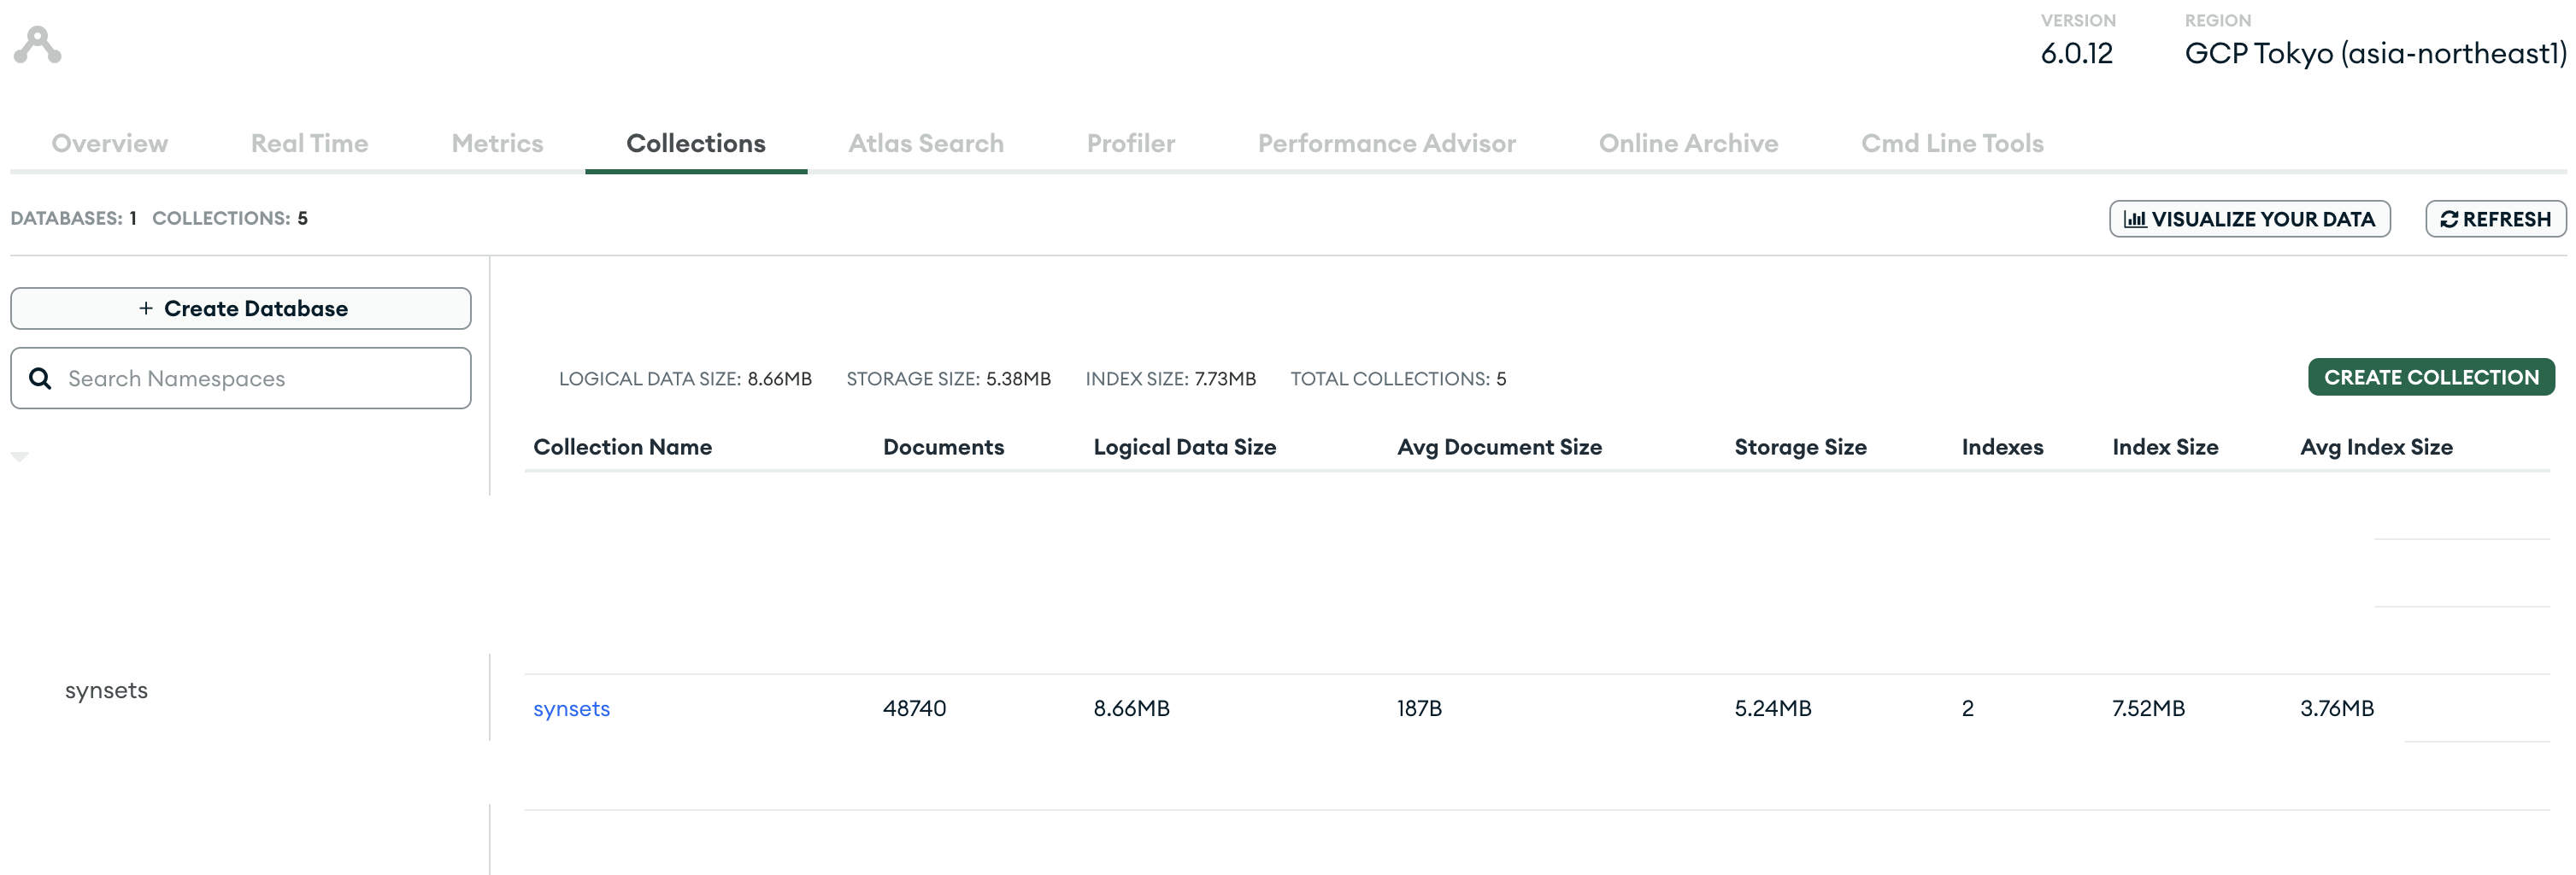 VERSION REGION
6.0.12 GCP Tokyo (asia-northeast1)
Overview Real Time Metrics Collections Atlas Search Profiler Performance Advisor Online Archive Cmd Line Tools
DATABASES: 1 COLLECTIONS: 5 VISUALIZE YOUR DATA REFRESH
+ Create Database
Search Namespaces
LOGICAL DATA SIZE: 8.66MB STORAGE SIZE: 5.38MB INDEX SIZE: 7.73MB TOTAL COLLECTIONS: 5 CREATE COLLECTION
Collection Name Documents Logical Data Size Avg Document Size Storage Size Indexes Index Size Avg Index Size
synsets
synsets 48740 8.66MB 187B 5.24MB 2 7.52MB 3.76MB